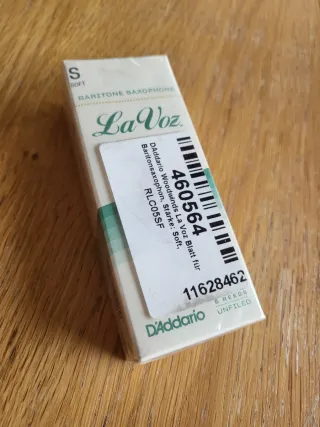 S
SOFT
BARITONE SAXOPHONE
La Voz
DAddario Woodwinds La Voz Blatt für
Baritonsaxophon, Stärke: Soft,
RLC05SF
460564
11628462
5 REEDS
UNFILED
D'Addario